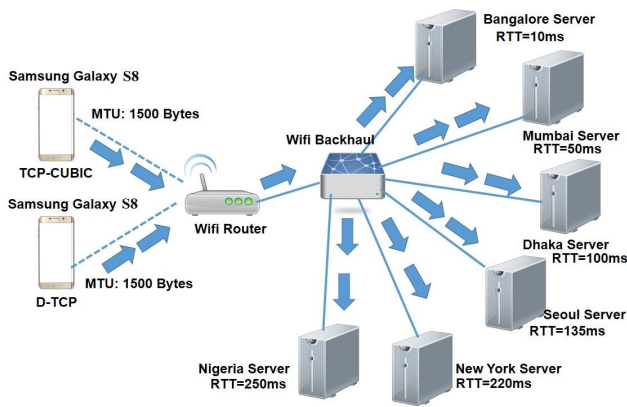 Bangalore Server
RTT=10ms
Samsung Galaxy S8
MTU: 1500 Bytes
TCP-CUBIC
Wifi Backhaul
Mumbai Server
RTT=50ms
Samsung Galaxy S8
MTU: 1500 Bytes
D-TCP
Wifi Router
Dhaka Server
RTT=100ms
Seoul Server
RTT=135ms
Nigeria Server
RTT=250ms
New York Server
RTT=220ms